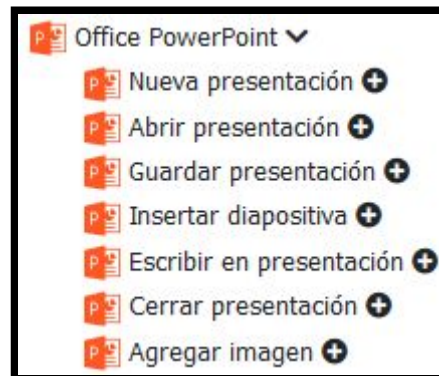 Office PowerPoint
Nueva presentación
Abrir presentación
Guardar presentación
Insertar diapositiva
Escribir en presentación
Cerrar presentación
Agregar imagen